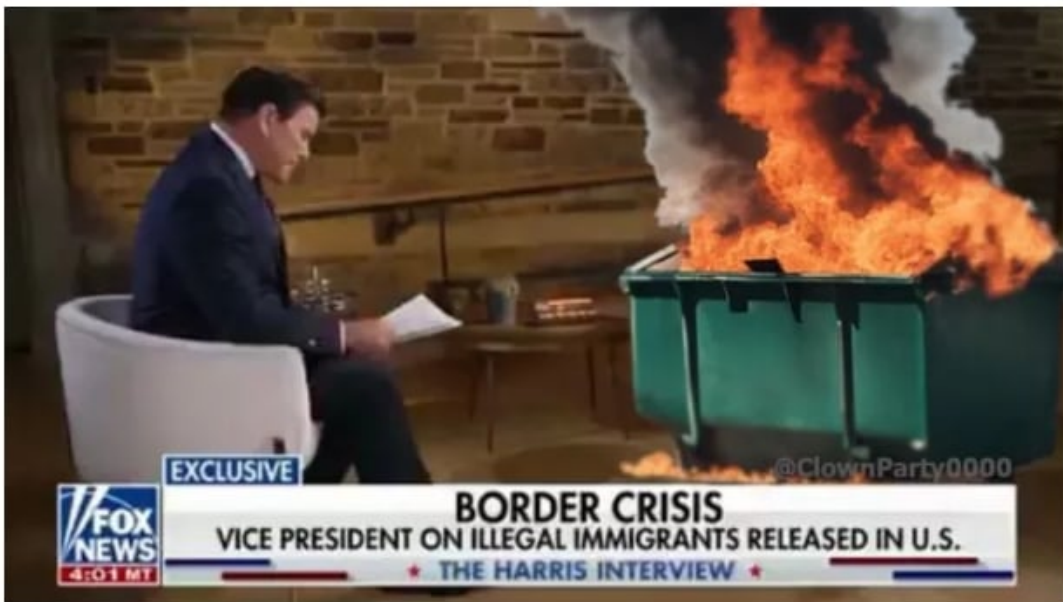 @ClownParty0000
EXCLUSIVE
BORDER CRISIS
FOX
NEWS
VICE PRESIDENT ON ILLEGAL IMMIGRANTS RELEASED IN U.S.
4:01 MT
THE HARRIS INTERVIEW